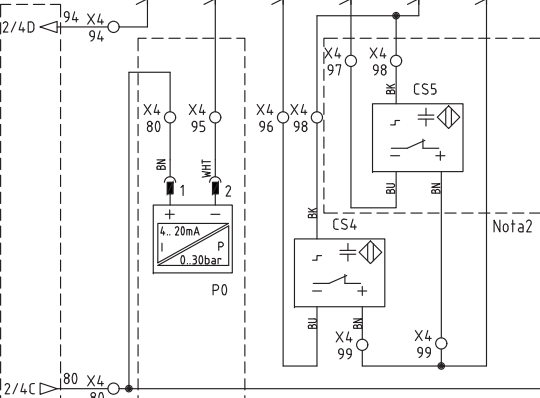 2/4D
94
X4
94
X4
80
X4
95
X4
96
X4
98
X4
97
X4
98
BK
CS5
- +
BU
BN
Nota2
BN
WHT
1
2
+ -
4.. 20mA
I
P
0..30bar
P0
BK
CS4
- +
BU
BN
X4
99
X4
99
2/4C
80
X4
80